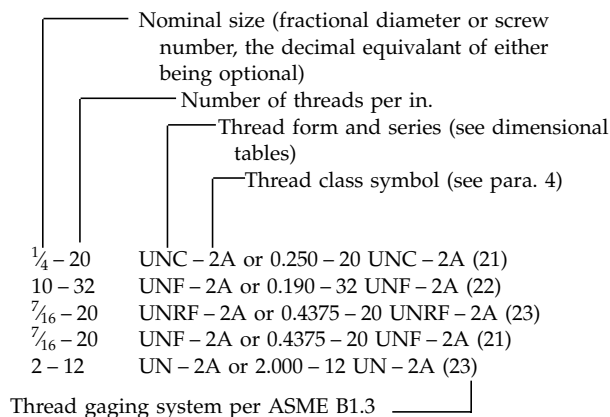 Nominal size (fractional diameter or screw
number, the decimal equivalant of either
being optional)
Number of threads per in.
Thread form and series (see dimensional
tables)
Thread class symbol (see para. 4)
1/4 – 20 UNC – 2A or 0.250 – 20 UNC – 2A (21)
10 – 32 UNF – 2A or 0.190 – 32 UNF – 2A (22)
7/16 – 20 UNRF – 2A or 0.4375 – 20 UNRF – 2A (23)
7/16 – 20 UNF – 2A or 0.4375 – 20 UNF – 2A (21)
2 – 12 UN – 2A or 2.000 – 12 UN – 2A (23)
Thread gaging system per ASME B1.3